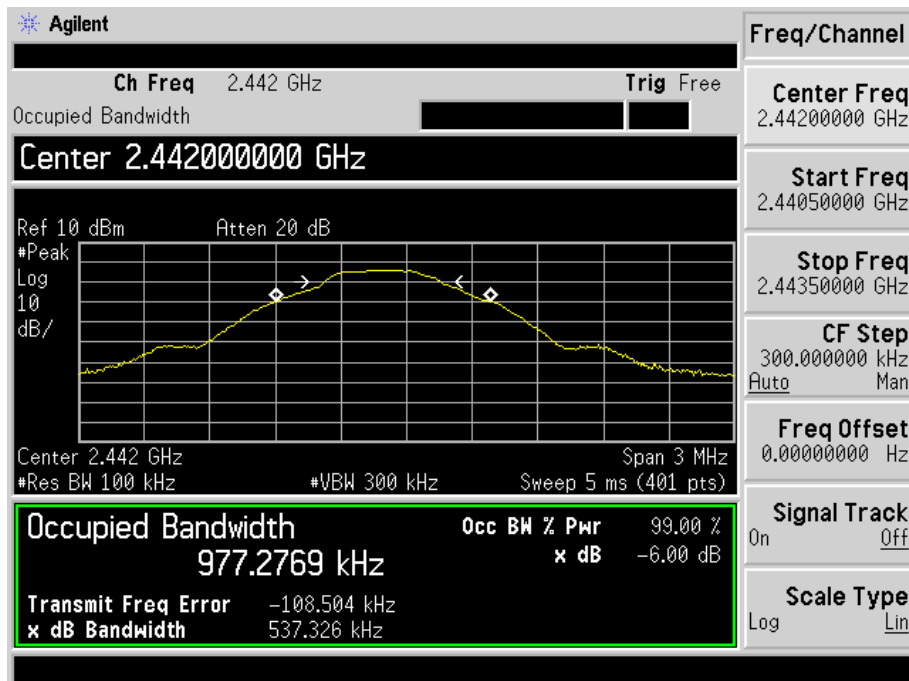 Agilent
Freq/Channel
Ch Freq 2.442 GHz Trig Free
Occupied Bandwidth
Center 2.442000000 GHz
Ref 10 dBm Atten 20 dB
#Peak
Log
10
dB/
Center 2.442 GHz Span 3 MHz
#Res BW 100 kHz #VBW 300 kHz Sweep 5 ms (401 pts)
Occupied Bandwidth
977.2769 kHz
Occ BW % Pwr 99.00 %
x dB -6.00 dB
Transmit Freq Error -108.504 kHz
x dB Bandwidth 537.326 kHz
Center Freq
2.44200000 GHz
Start Freq
2.44050000 GHz
Stop Freq
2.44350000 GHz
CF Step
300.000000 kHz
Auto Man
Freq Offset
0.00000000 Hz
Signal Track
On Off
Scale Type
Log Lin